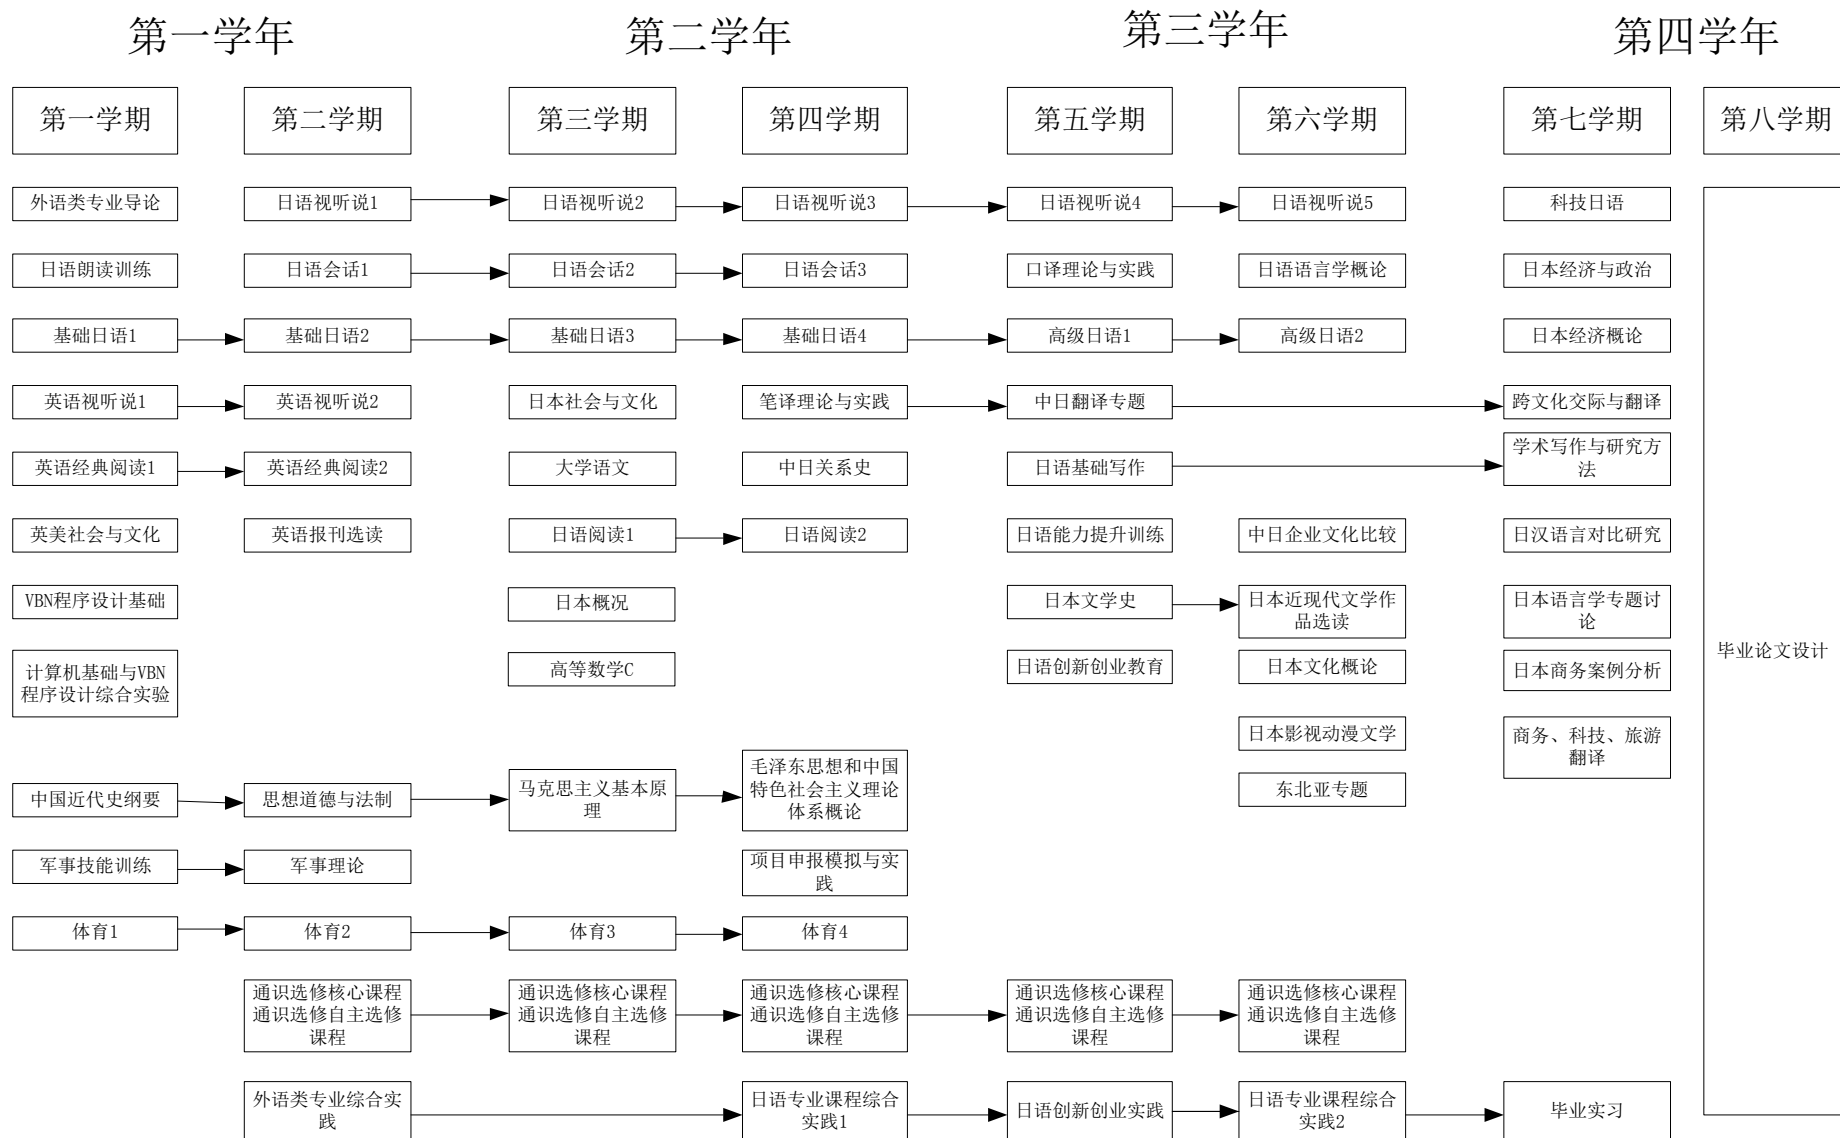 第一学年
第二学年
第三学年
第四学年
第一学期
第二学期
第三学期
第四学期
第五学期
第六学期
第七学期
第八学期
外语类专业导论
日语视听说1
日语视听说2
日语视听说3
日语视听说4
日语视听说5
科技日语
日语朗读训练
日语会话1
日语会话2
日语会话3
口译理论与实践
日语语言学概论
日本经济与政治
基础日语1
基础日语2
基础日语3
基础日语4
高级日语1
高级日语2
日本经济概论
英语视听说1
英语视听说2
日本社会与文化
笔译理论与实践
中日翻译专题
跨文化交际与翻译
英语经典阅读1
英语经典阅读2
大学语文
中日关系史
日语基础写作
学术写作与研究方
法
英美社会与文化
英语报刊选读
日语阅读1
日语阅读2
日语能力提升训练
中日企业文化比较
日汉语言对比研究
VBN程序设计基础
日本概况
日本文学史
日本近现代文学作
品选读
日本语言学专题讨
论
毕业论文设计
计算机基础与VBN
程序设计综合实验
高等数学C
日语创新创业教育
日本文化概论
日本商务案例分析
日本影视动漫文学
商务、科技、旅游
翻译
中国近代史纲要
思想道德与法制
马克思主义基本原
理
毛泽东思想和中国
特色社会主义理论
体系概论
东北亚专题
军事技能训练
军事理论
项目申报模拟与实
践
体育1
体育2
体育3
体育4
通识选修核心课程
通识选修自主选修
课程
通识选修核心课程
通识选修自主选修
课程
通识选修核心课程
通识选修自主选修
课程
通识选修核心课程
通识选修自主选修
课程
通识选修核心课程
通识选修自主选修
课程
外语类专业综合实
践
日语专业课程综合
实践1
日语创新创业实践
日语专业课程综合
实践2
毕业实习